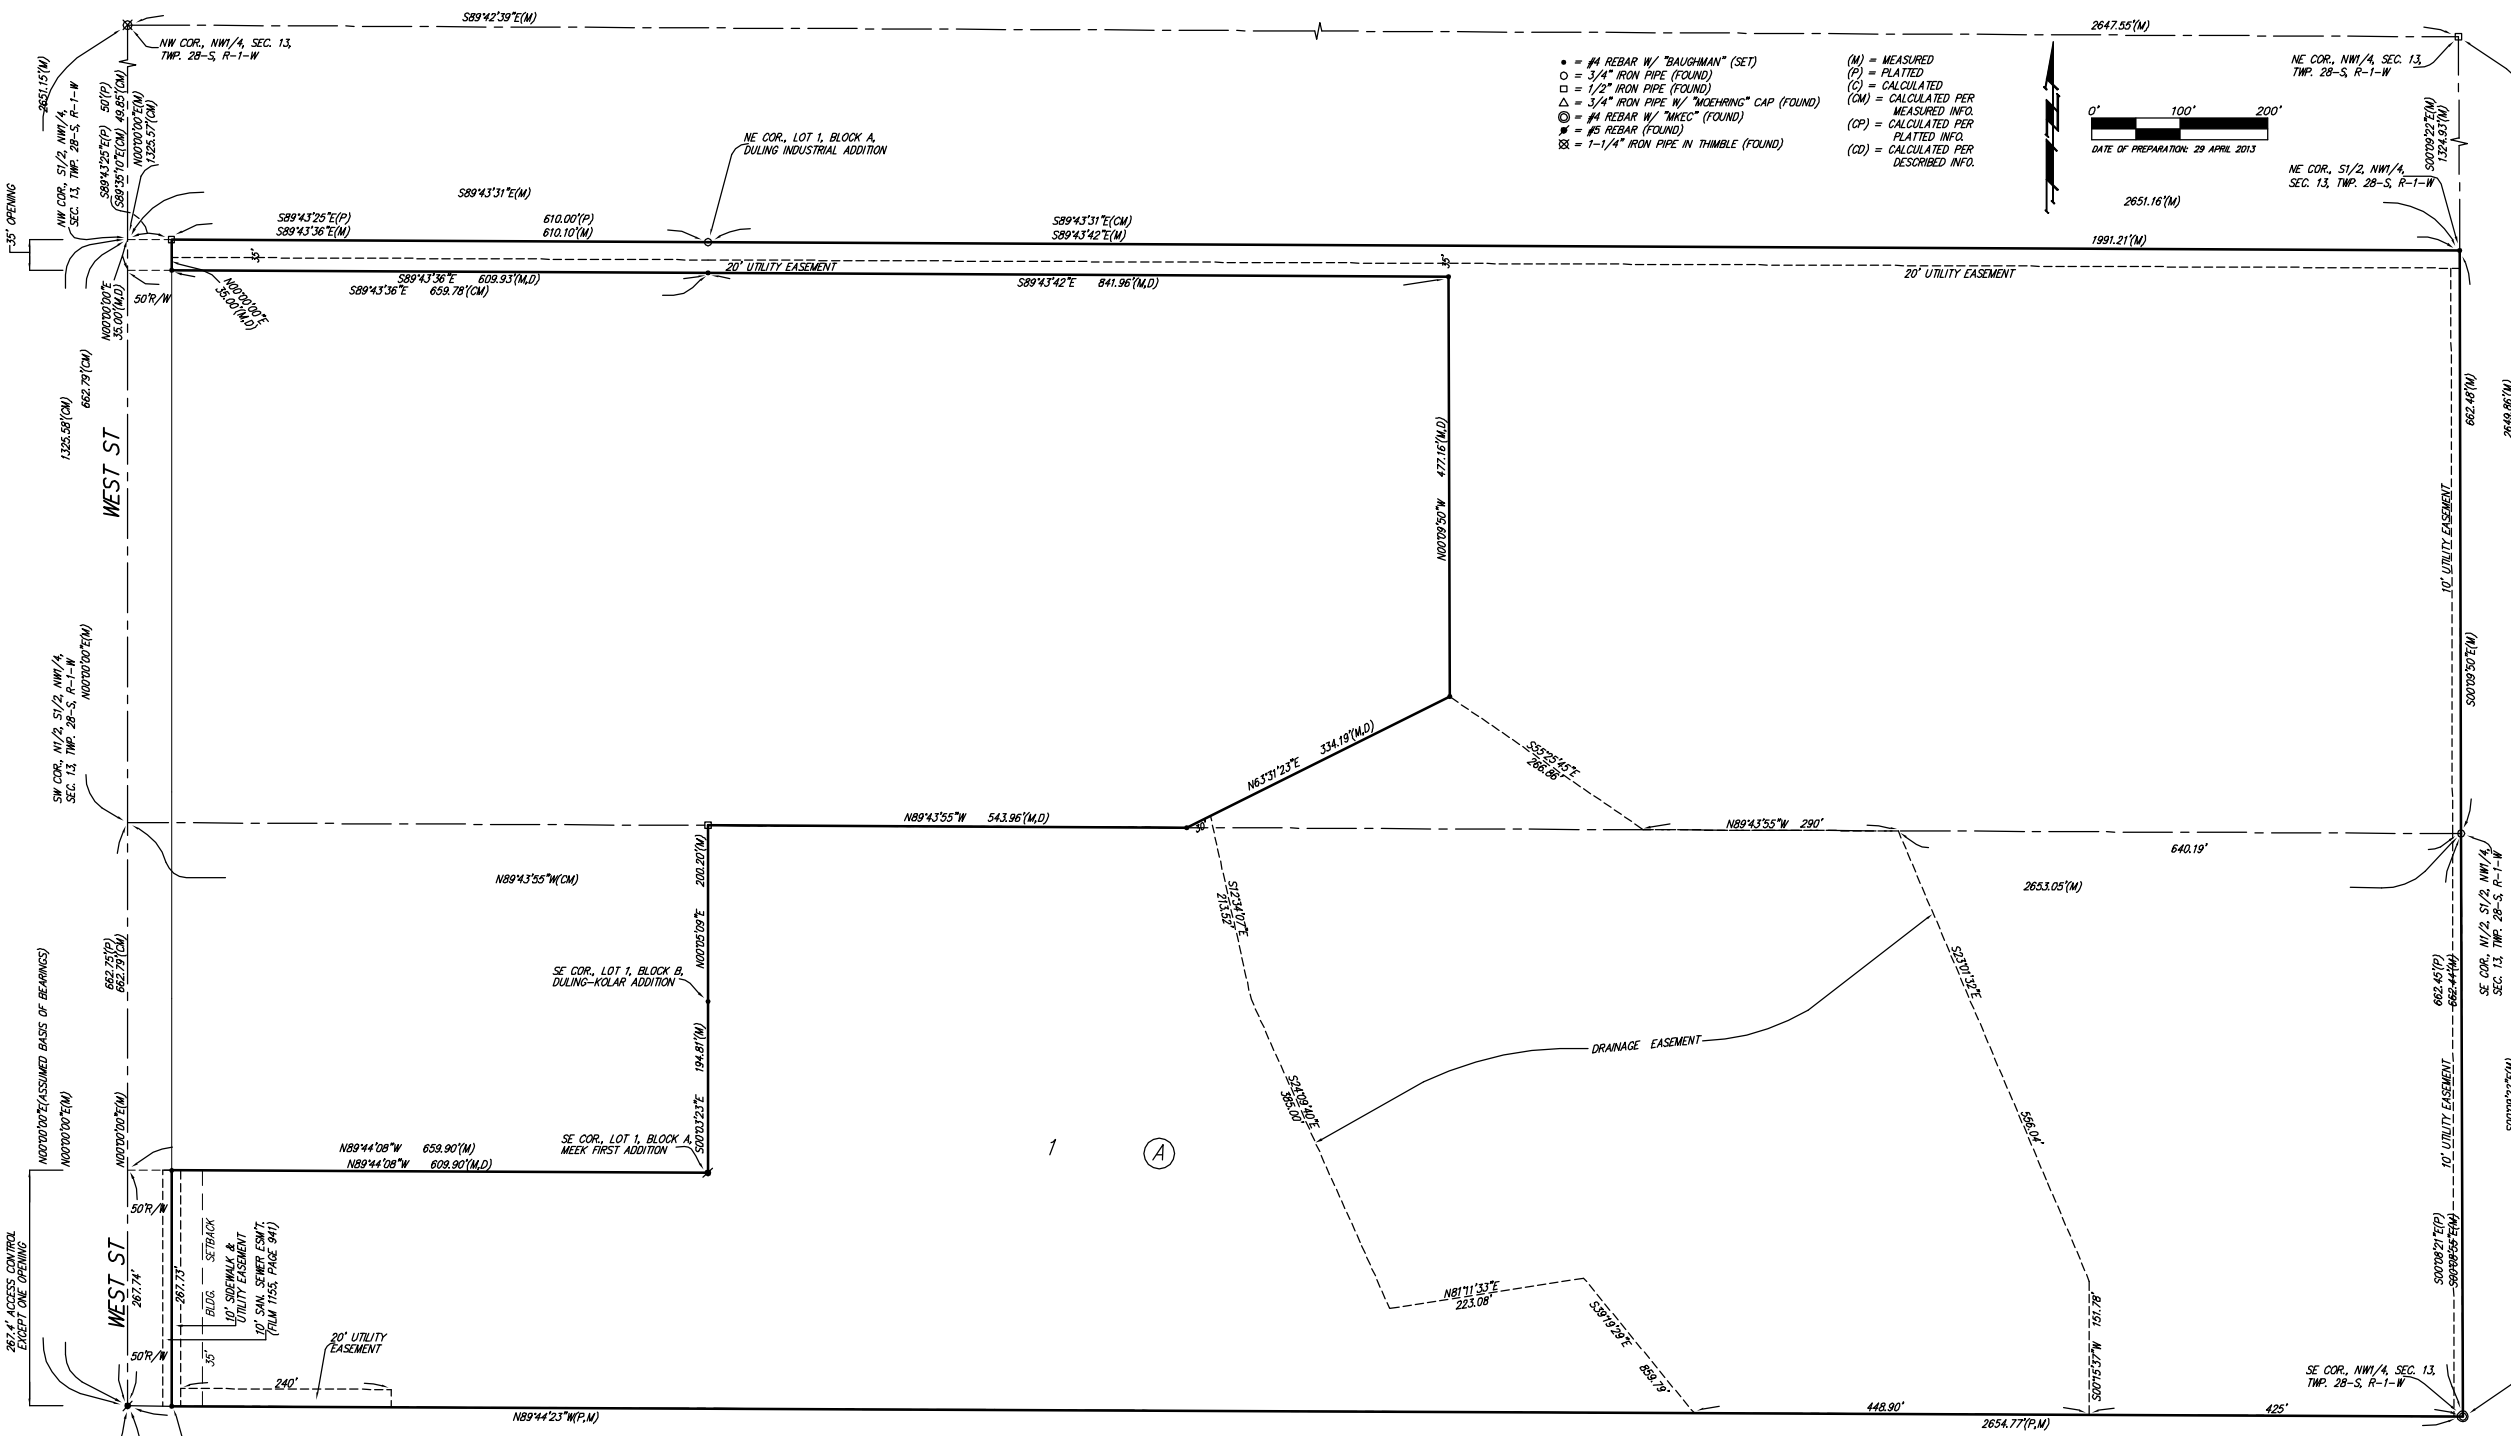 S89°42'39"E(M)
2647.55'(M)
NW COR., NW1/4, SEC. 13,
TWP. 28-S, R-1-W
NE COR., NW1/4, SEC. 13,
TWP. 28-S, R-1-W
• = #4 REBAR W/ "BAUGHMAN" (SET)
○ = 3/4" IRON PIPE (FOUND)
□ = 1/2" IRON PIPE (FOUND)
△ = 3/4" IRON PIPE W/ "MOEHRING" CAP (FOUND)
◎ = #4 REBAR W/ "MKEC" (FOUND)
= #5 REBAR (FOUND)
= 1-1/4" IRON PIPE IN THIMBLE (FOUND)
(M) = MEASURED
(P) = PLATTED
(C) = CALCULATED
(CM) = CALCULATED PER
MEASURED INFO.
(CP) = CALCULATED PER
PLATTED INFO.
(CD) = CALCULATED PER
DESCRIBED INFO.
0' 100' 200'
DATE OF PREPARATION: 29 APRIL 2013
2651.15'(M)
NW COR., S1/2, NW1/4,
SEC. 13, TWP. 28-S, R-1-W
S89°43'25"E(P) 50'(P)
S89°35'10"E(CM) 49.85'(CM)
N00°00'00"E(M)
1325.57'(CM)
NE COR., LOT 1, BLOCK A,
DULING INDUSTRIAL ADDITION
S00°09'22"E(M)
1324.93'(M)
NE COR., S1/2, NW1/4,
SEC. 13, TWP. 28-S, R-1-W
35' OPENING
S89°43'31"E(M)
2651.16'(M)
S89°43'25"E(P) 610.00'(P)
S89°43'36"E(M) 610.10'(M)
S89°43'31"E(CM)
S89°43'42"E(M)
1991.21'(M)
35'
35'
20' UTILITY EASEMENT
20' UTILITY EASEMENT
S89°43'36"E 609.93'(M,D)
S89°43'36"E 659.78'(CM)
S89°43'42"E 841.96'(M,D)
N00°00'00"E
35.00'(M,D)
50'R/W
N00°00'00"E
35.00'(M,D)
662.79'(CM)
1325.58'(CM)
WEST ST
N00°09'50"W 477.16'(M,D)
662.48'(M)
2649.86'(M)
10' UTILITY EASEMENT
S00°09'50"E(M)
SW COR., N1/2, S1/2, NW1/4,
SEC. 13, TWP. 28-S, R-1-W
N00°00'00"E(M)
N63°31'23"E 334.19'(M,D)
S55°25'45"E
266.86'
N89°43'55"W 543.96'(M,D)
30'
N89°43'55"W 290'
640.19'
N89°43'55"W(CM)
2653.05'(M)
200.20'(M)
N00°05'09"E
S12°34'07"E
213.52'
SE COR., N1/2, S1/2, NW1/4,
SEC. 13, TWP. 28-S, R-1-W
SE COR., LOT 1, BLOCK B,
DULING-KOLAR ADDITION
662.75'(P)
662.79'(CM)
N00°00'00"E(ASSUMED BASIS OF BEARINGS)
N00°00'00"E(M)
N00°00'00"E(M)
S23°01'32"E
556.04'
662.45'(P)
662.44'(M)
194.81'(M)
S00°03'23"E
DRAINAGE EASEMENT
S24°09'40"E
385.00'
SE COR., LOT 1, BLOCK A,
MEEK FIRST ADDITION
1
A
10' UTILITY EASEMENT
N89°44'08"W 659.90'(M)
N89°44'08"W 609.90'(M,D)
50'R/W
267.4' ACCESS CONTROL
EXCEPT ONE OPENING
WEST ST
267.74'
267.73'
BLDG. SETBACK
35'
10' SIDEWALK &
UTILITY EASEMENT
10' SAN. SEWER ESM'T.
(FILM 1155, PAGE 941)
50'R/W
20' UTILITY
EASEMENT
240'
N81°11'33"E
223.08'
S39°19'29"E
859.79'
S00°15'37"W 151.78'
S00°08'21"E(P)
S00°08'55"E(M)
SE COR., NW1/4, SEC. 13,
TWP. 28-S, R-1-W
N89°44'23"W(P,M)
448.90'
2654.77'(P,M)
425'